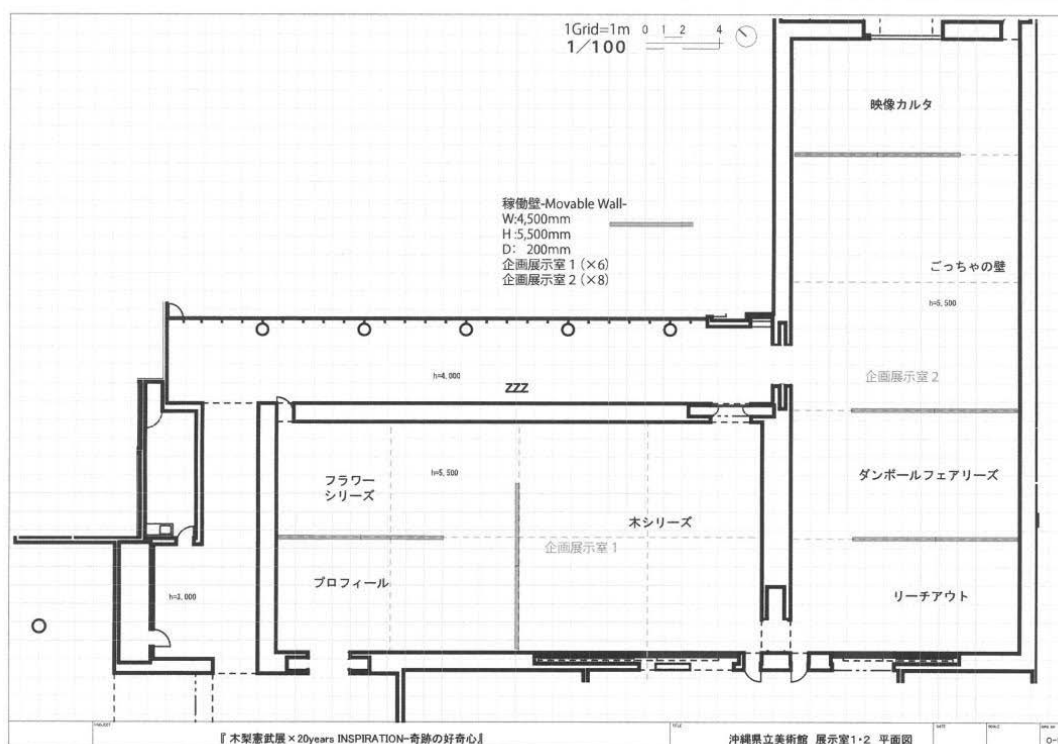 1Grid=1m 0 1 2 4
1/100
映像カルタ
稼働壁-Movable Wall-
W:4,500mm
H:5,500mm
D: 200mm
企画展示室 1 (×6)
企画展示室 2 (×8)
ごっちゃの壁
h=5,500
h=4,000
ZZZ
企画展示室 2
フラワー
シリーズ
h=5,500
ダンボールフェアリーズ
木シリーズ
企画展示室 1
プロフィール
h=3,000
リーチアウト
『 木梨憲武展×20years INSPIRATION-奇跡の好奇心』
TITLE
沖縄県立美術館 展示室1・2 平面図
DATE